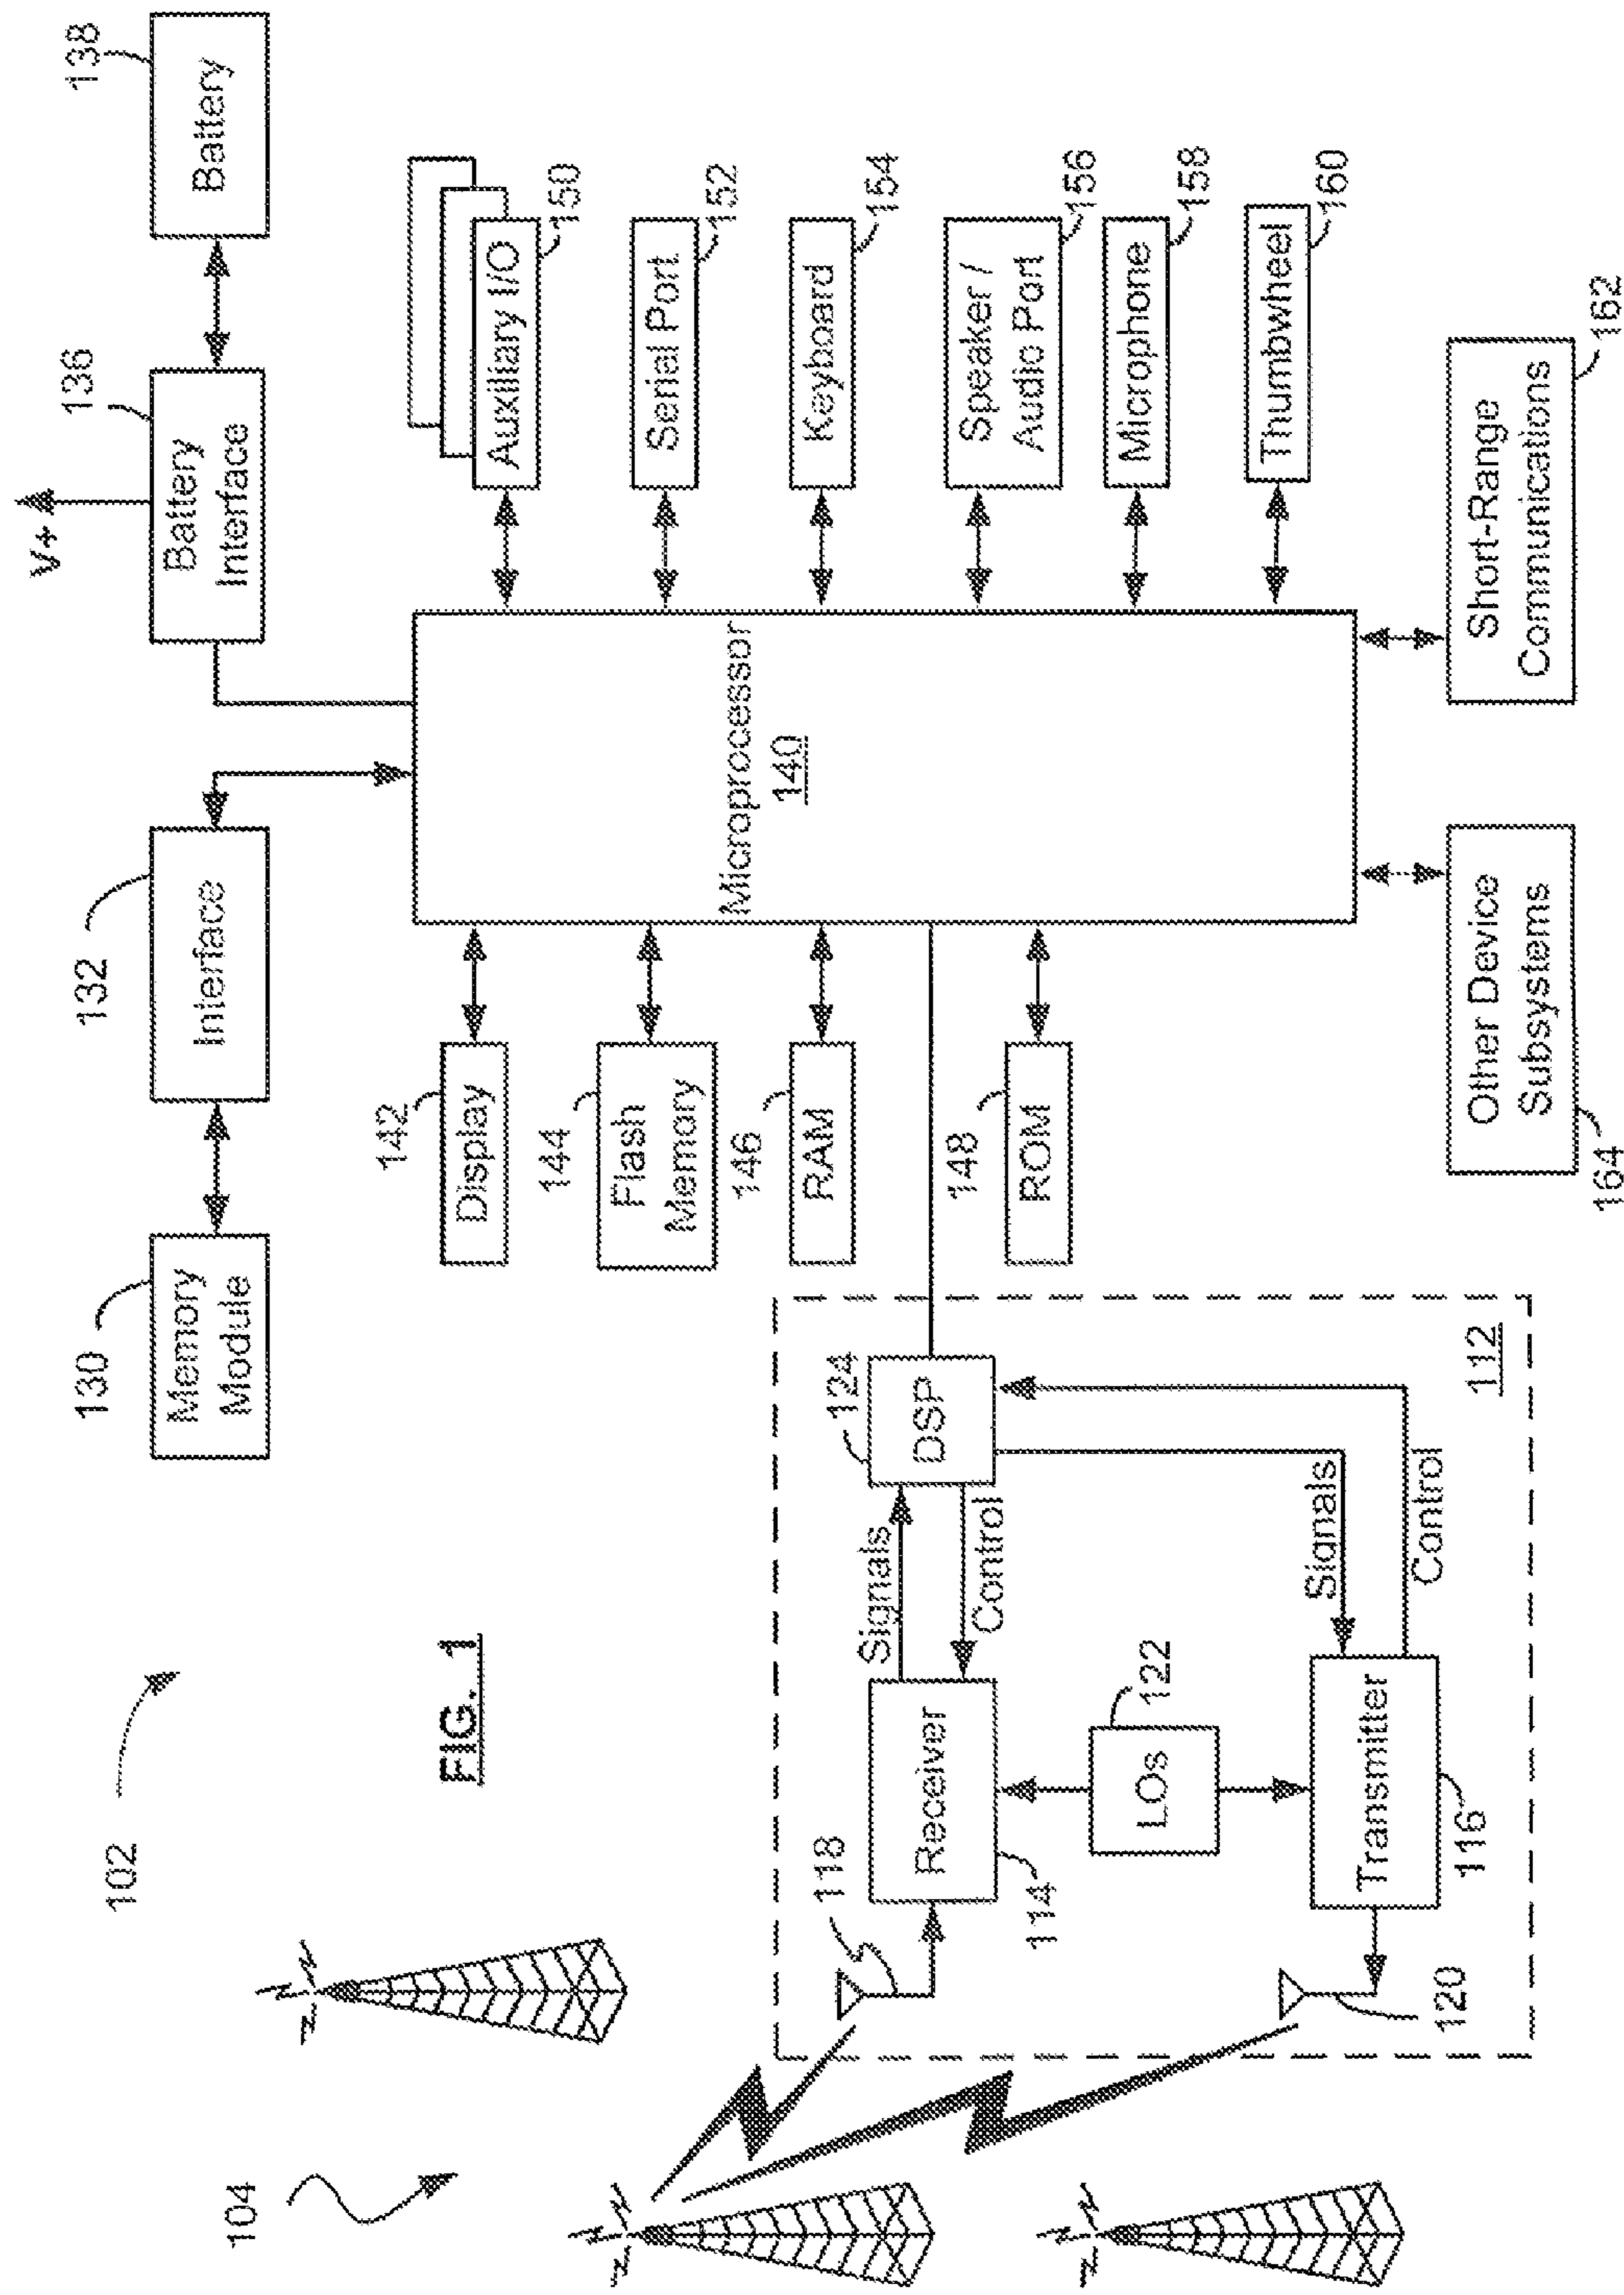 102
104
FIG. 1
130
Memory
Module
132
Interface
V+
136
Battery
Interface
138
Battery
142
Display
144
Flash
Memory
146
RAM
148
ROM
Microprocessor
140
Auxiliary I/O
150
Serial Port
152
Keyboard
154
Speaker /
Audio Port
156
Microphone
158
Thumbwheel
160
118
Receiver
114
Signals
Control
124
DSP
LOs
122
Signals
Control
Transmitter
116
120
112
Other Device
Subsystems
164
Short-Range
Communications
162